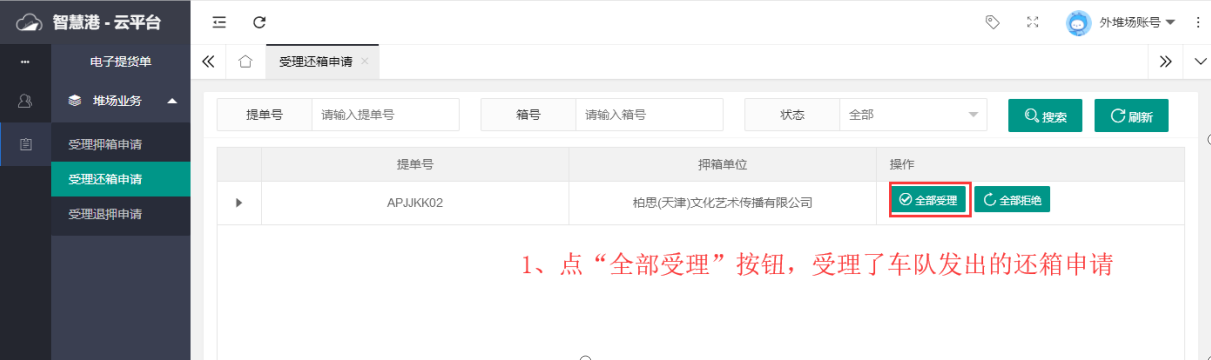 智慧港 - 云平台
外堆场账号
电子提货单
受理还箱申请
堆场业务
提单号 请输入提单号 箱号 请输入箱号 状态 全部 搜索 刷新
受理押箱申请
提单号 押箱单位 操作
受理还箱申请
APJJKK02 柏思(天津)文化艺术传播有限公司 全部受理 全部拒绝
受理退押申请
1、点“全部受理”按钮，受理了车队发出的还箱申请